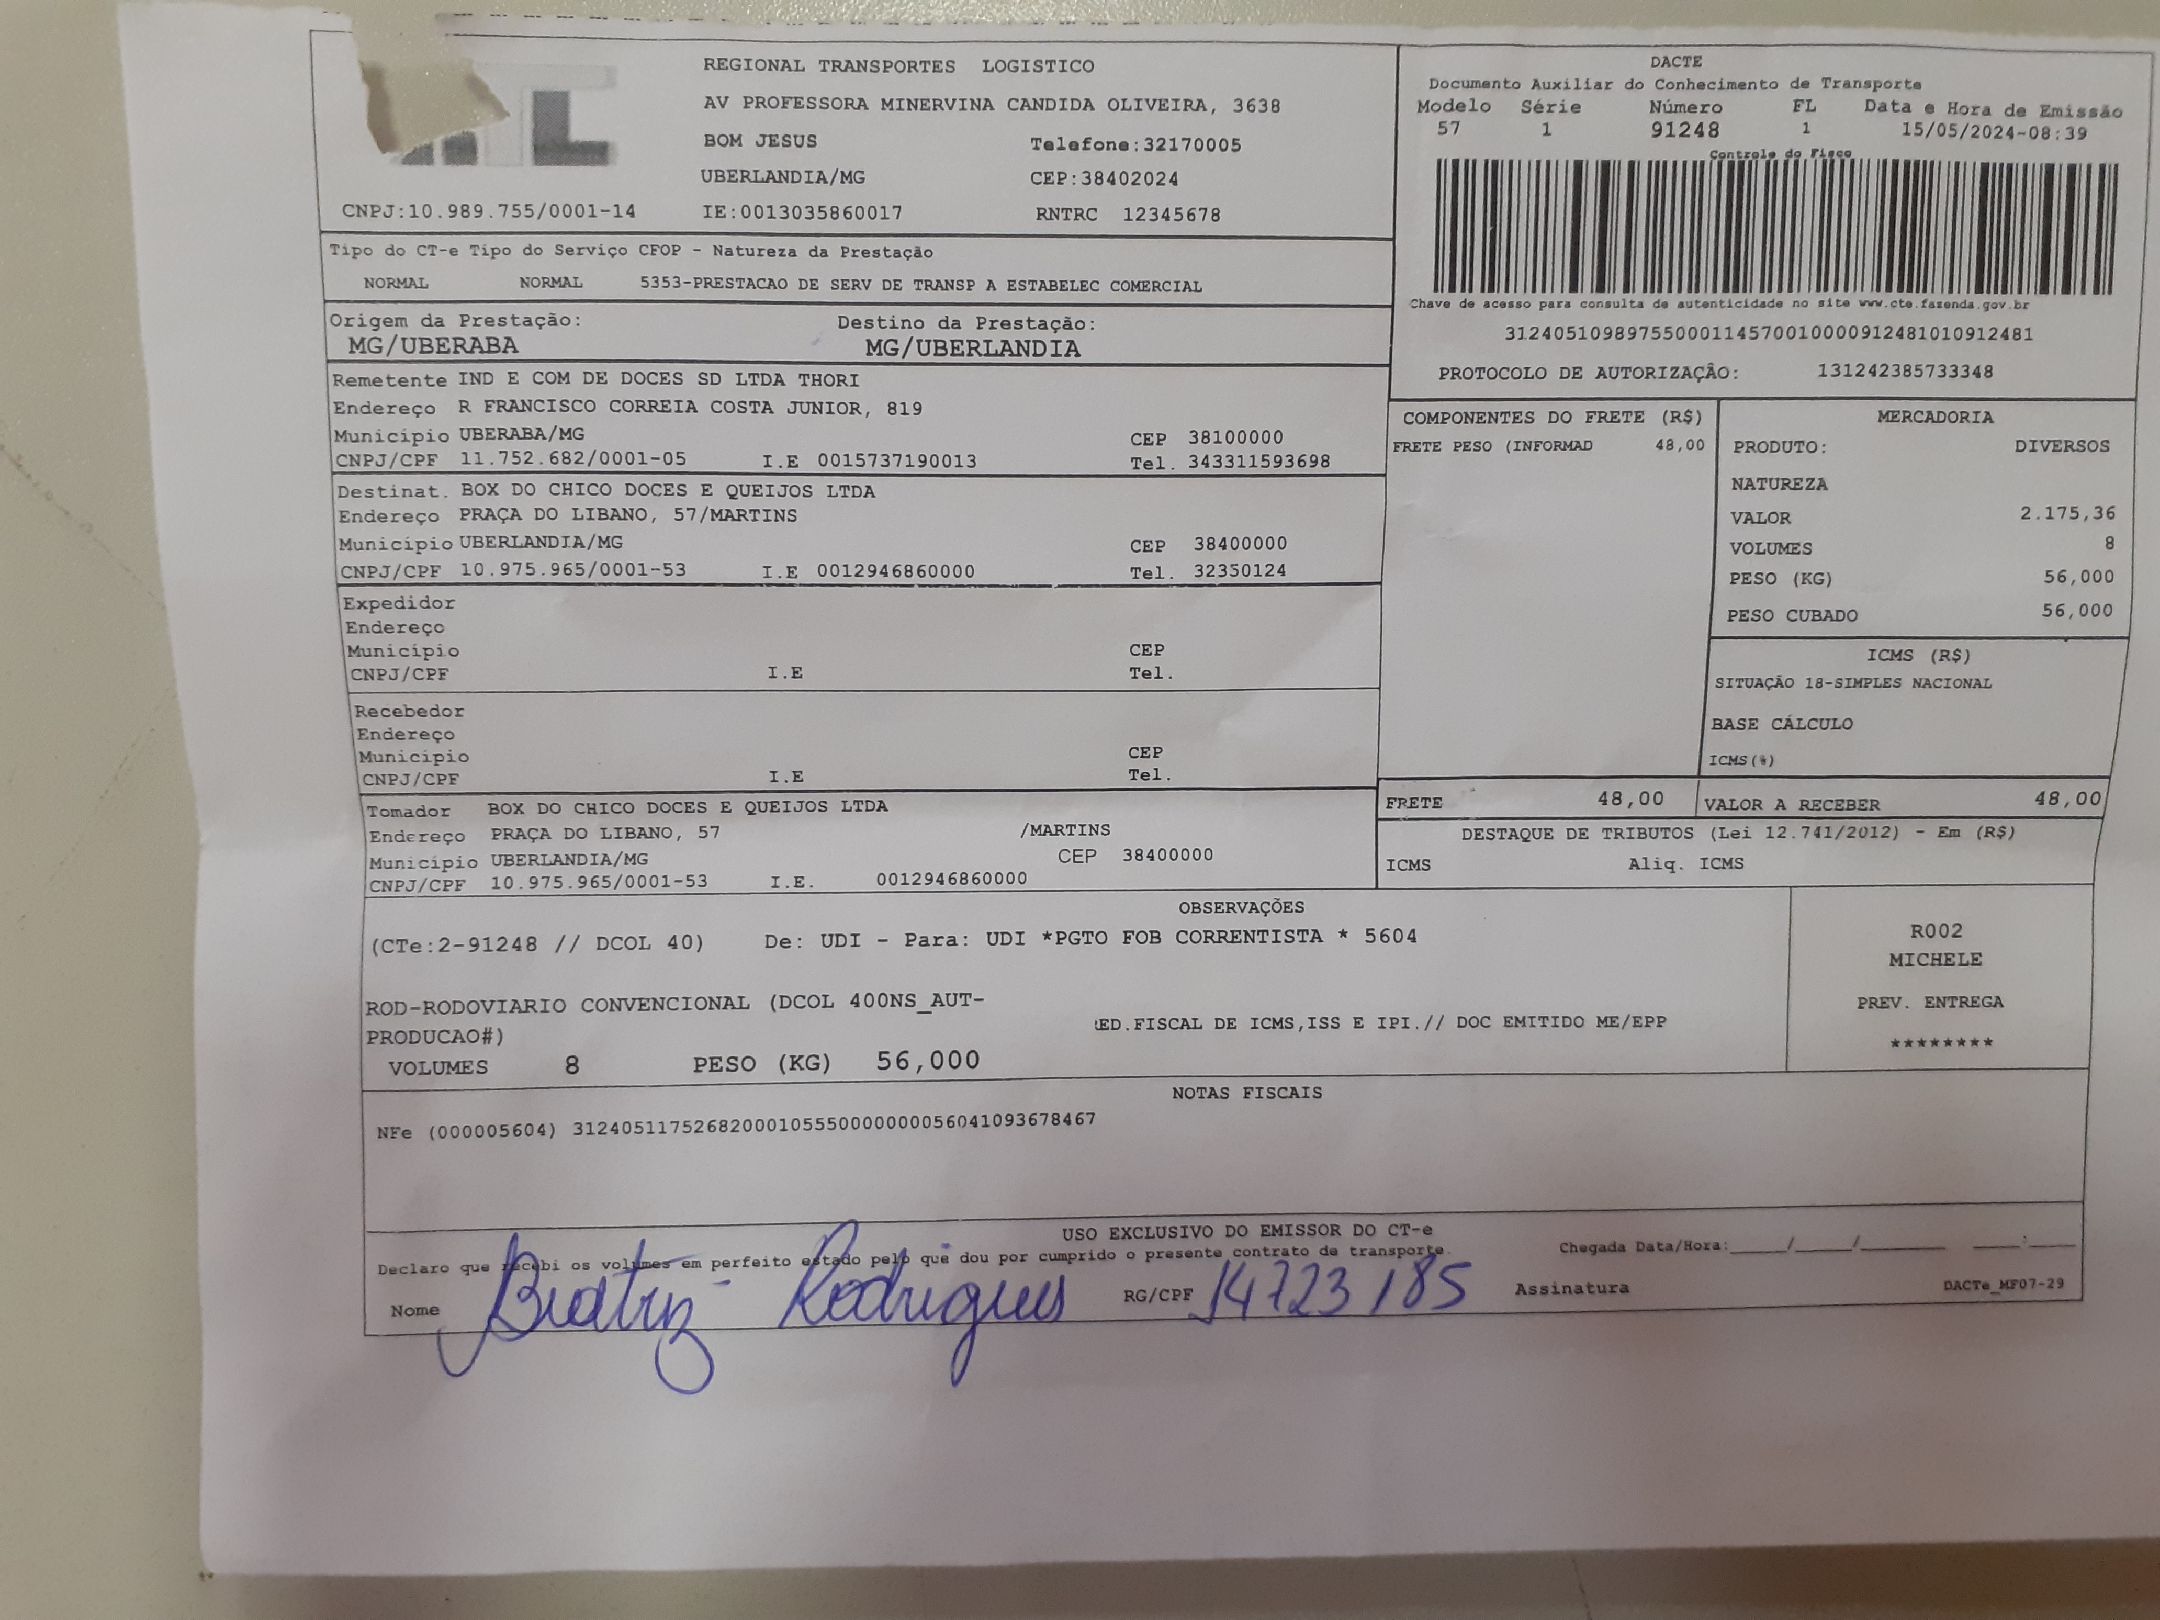 REGIONAL TRANSPORTES LOGISTICO
AV PROFESSORA MINERVINA CANDIDA OLIVEIRA, 3638
BOM JESUS Telefone:32170005
UBERLANDIA/MG CEP:38402024
CNPJ:10.989.755/0001-14 IE:0013035860017 RNTRC 12345678
DACTE
Documento Auxiliar do Conhecimento de Transporte
Modelo Série Número FL Data e Hora de Emissão
57 1 91248 1 15/05/2024-08:39
Controle do Fisco
Chave de acesso para consulta de autenticidade no site www.cte.fazenda.gov.br
31240510989755000114570010000912481010912481
PROTOCOLO DE AUTORIZAÇÃO: 131242385733348
Tipo do CT-e Tipo do Serviço CFOP - Natureza da Prestação
NORMAL NORMAL 5353-PRESTACAO DE SERV DE TRANSP A ESTABELEC COMERCIAL
Origem da Prestação: Destino da Prestação:
MG/UBERABA MG/UBERLANDIA
Remetente IND E COM DE DOCES SD LTDA THORI
Endereço R FRANCISCO CORREIA COSTA JUNIOR, 819
Município UBERABA/MG CEP 38100000
CNPJ/CPF 11.752.682/0001-05 I.E 0015737190013 Tel. 343311593698
Destinat. BOX DO CHICO DOCES E QUEIJOS LTDA
Endereço PRAÇA DO LIBANO, 57/MARTINS
Município UBERLANDIA/MG CEP 38400000
CNPJ/CPF 10.975.965/0001-53 I.E 0012946860000 Tel. 32350124
Expedidor
Endereço
Município CEP
CNPJ/CPF I.E Tel.
Recebedor
Endereço
Município CEP
CNPJ/CPF I.E Tel.
Tomador BOX DO CHICO DOCES E QUEIJOS LTDA
Endereço PRAÇA DO LIBANO, 57 /MARTINS
Município UBERLANDIA/MG CEP 38400000
CNPJ/CPF 10.975.965/0001-53 I.E. 0012946860000
COMPONENTES DO FRETE (R$)
FRETE PESO (INFORMAD 48,00
MERCADORIA
PRODUTO: DIVERSOS
NATUREZA
VALOR 2.175,36
VOLUMES 8
PESO (KG) 56,000
PESO CUBADO 56,000
ICMS (R$)
SITUAÇÃO 18-SIMPLES NACIONAL
BASE CÁLCULO
ICMS(%)
FRETE 48,00 VALOR A RECEBER 48,00
DESTAQUE DE TRIBUTOS (Lei 12.741/2012) - Em (R$)
ICMS Aliq. ICMS
OBSERVAÇÕES
(CTe:2-91248 // DCOL 40) De: UDI - Para: UDI *PGTO FOB CORRENTISTA * 5604
ROD-RODOVIARIO CONVENCIONAL (DCOL 400NS_AUT-
PRODUCAO#) ED.FISCAL DE ICMS,ISS E IPI.// DOC EMITIDO ME/EPP
VOLUMES 8 PESO (KG) 56,000
R002
MICHELE
PREV. ENTREGA
********
NOTAS FISCAIS
NFe (000005604) 31240511752682000105550000000056041093678467
USO EXCLUSIVO DO EMISSOR DO CT-e
Declaro que recebi os volumes em perfeito estado pelo que dou por cumprido o presente contrato de transporte. Chegada Data/Hora:_____/_____/________ _____:_____
Nome Beatriz Rodrigues RG/CPF 14723185 Assinatura DACTe_MF07-29